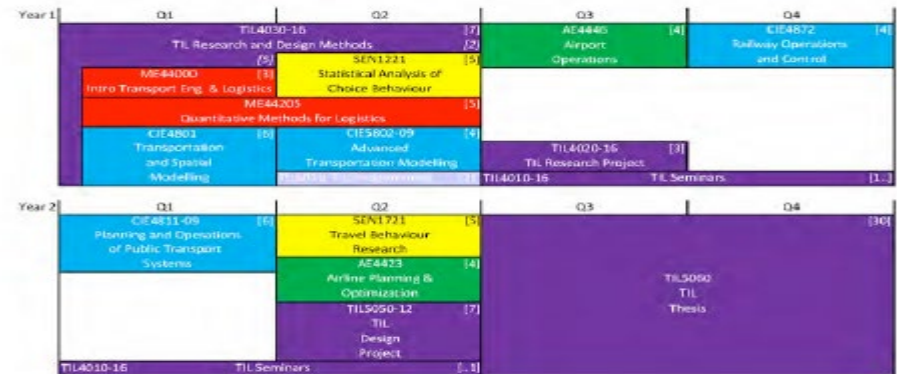 Year 1 Q1 Q2 Q3 Q4
TIL4030-16 [7]
TIL Research and Design Methods [2]
[5]
AE4446 [4]
Airport
Operations
CIE4872 [4]
Railway Operations
and Control
ME44000 [3]
Intro Transport Eng. & Logistics
SEN1221 [5]
Statistical Analysis of
Choice Behaviour
ME44205 [5]
Quantitative Methods for Logistics
CIE4801 [6]
Transportation
and Spatial
Modelling
CIE5802-09 [4]
Advanced
Transportation Modelling
TIL4020-16 [3]
TIL Research Project
TIL4010-16 TIL Seminars [1..]
Year 2 Q1 Q2 Q3 Q4
CIE4811-09 [6]
Planning and Operations
of Public Transport
Systems
SEN1721 [5]
Travel Behaviour
Research
AE4423 [4]
Airline Planning &
Optimization
TIL5050-12 [7]
TIL
Design
Project
[30]
TIL5060
TIL
Thesis
TIL4010-16 TIL Seminars [..1]